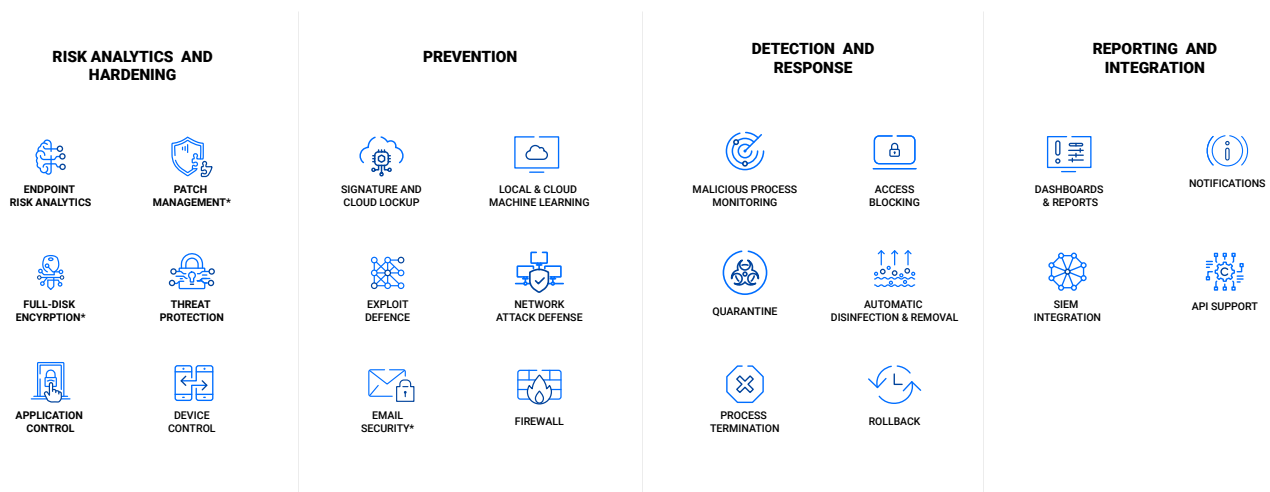 RISK ANALYTICS AND
HARDENING
ENDPOINT
RISK ANALYTICS
PATCH
MANAGEMENT*
FULL-DISK
ENCYRPTION*
THREAT
PROTECTION
APPLICATION
CONTROL
DEVICE
CONTROL
PREVENTION
SIGNATURE AND
CLOUD LOCKUP
LOCAL & CLOUD
MACHINE LEARNING
EXPLOIT
DEFENCE
NETWORK
ATTACK DEFENSE
EMAIL
SECURITY*
FIREWALL
DETECTION AND
RESPONSE
MALICIOUS PROCESS
MONITORING
ACCESS
BLOCKING
QUARANTINE
AUTOMATIC
DISINFECTION & REMOVAL
PROCESS
TERMINATION
ROLLBACK
REPORTING AND
INTEGRATION
DASHBOARDS
& REPORTS
NOTIFICATIONS
SIEM
INTEGRATION
API SUPPORT